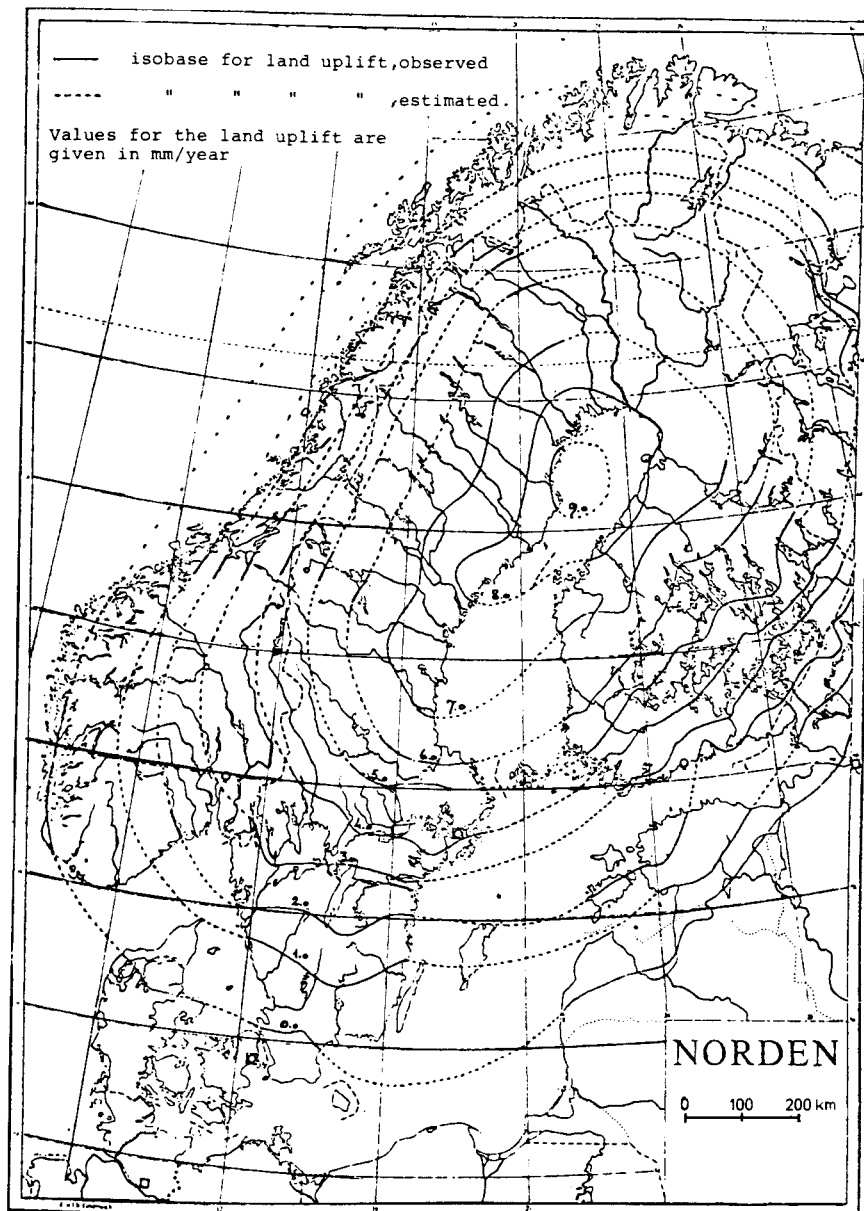 isobase for land uplift,observed
" " " " ,estimated.
Values for the land uplift are
given in mm/year
9.
8.
7.
6.
5.
4.
3.
2.
1.
0.
NORDEN
0 100 200 km